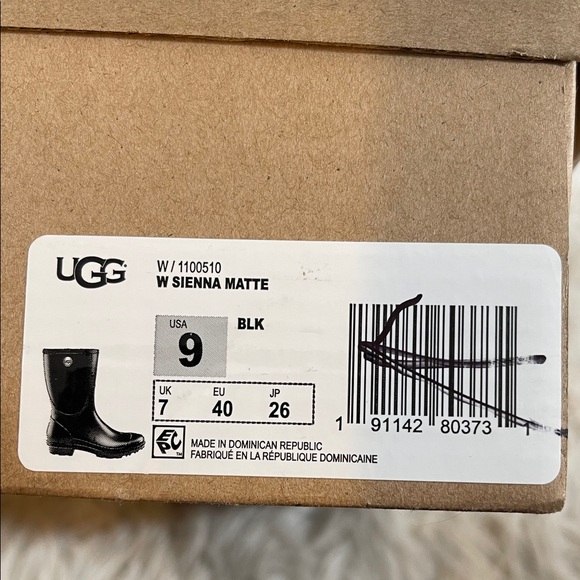 UGG
W / 1100510
W SIENNA MATTE
USA
9
BLK
UK EU JP
7 40 26
EPC™
MADE IN DOMINICAN REPUBLIC
FABRIQUÉ EN LA RÉPUBLIQUE DOMINICAINE
1 91142 80373 1